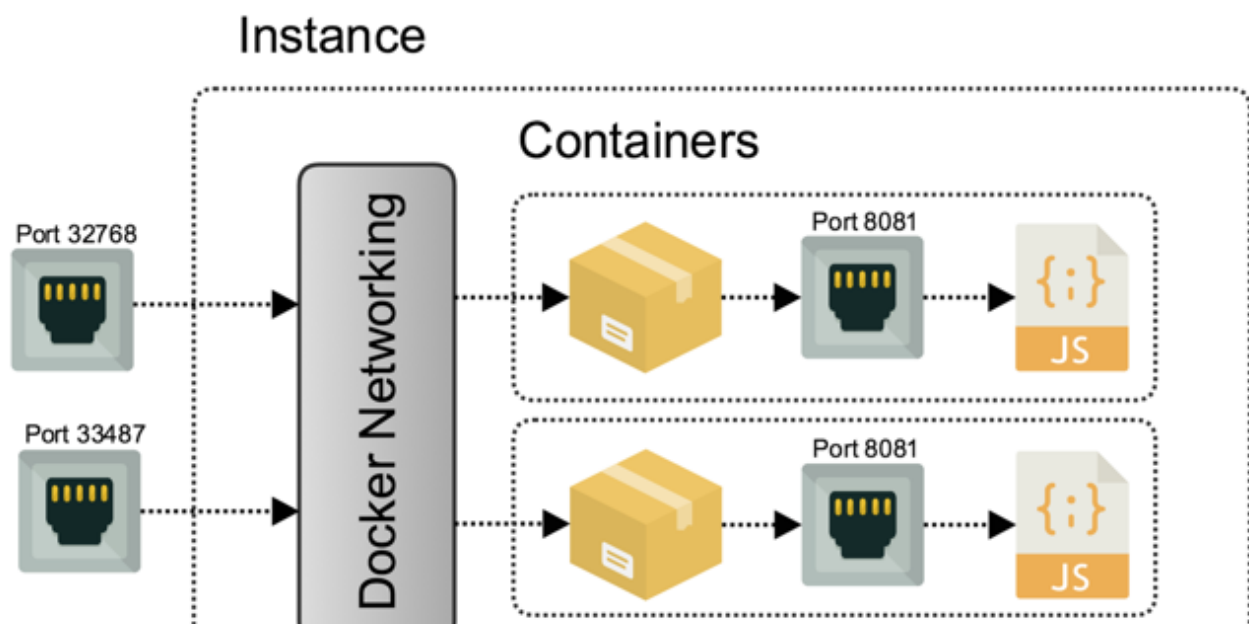 Instance
Containers
Port 32768
Docker Networking
Port 8081
{;}
JS
Port 33487
Port 8081
{;}
JS